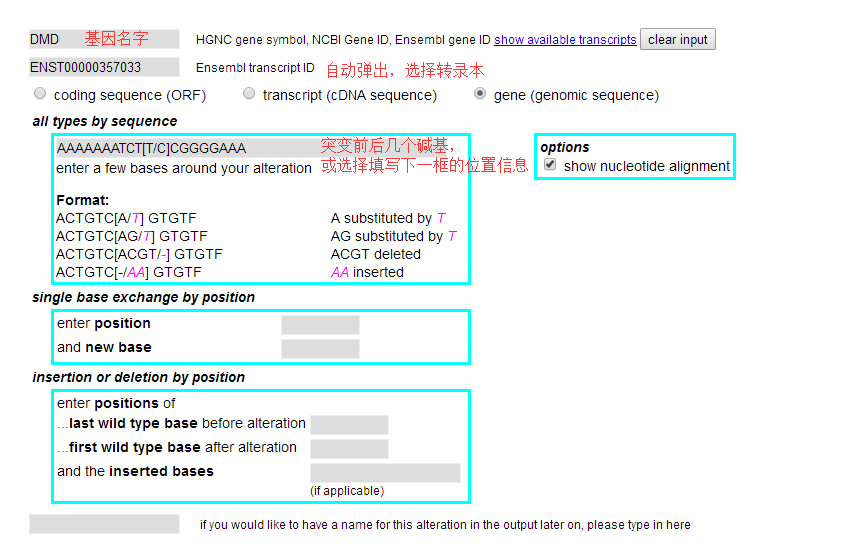 DMD 基因名字 HGNC gene symbol, NCBI Gene ID, Ensembl gene ID show available transcripts clear input
ENST00000357033 Ensembl transcript ID 自动弹出，选择转录本
coding sequence (ORF) transcript (cDNA sequence) gene (genomic sequence)
all types by sequence
AAAAAAATCT[T/C]CGGGGAAA 突变前后几个碱基，
enter a few bases around your alteration 或选择填写下一框的位置信息
options
show nucleotide alignment
Format:
ACTGTC[A/T] GTGTF A substituted by T
ACTGTC[AG/T] GTGTF AG substituted by T
ACTGTC[ACGT/-] GTGTF ACGT deleted
ACTGTC[-/AA] GTGTF AA inserted
single base exchange by position
enter position
and new base
insertion or deletion by position
enter positions of
...last wild type base before alteration
...first wild type base after alteration
and the inserted bases
(if applicable)
if you would like to have a name for this alteration in the output later on, please type in here